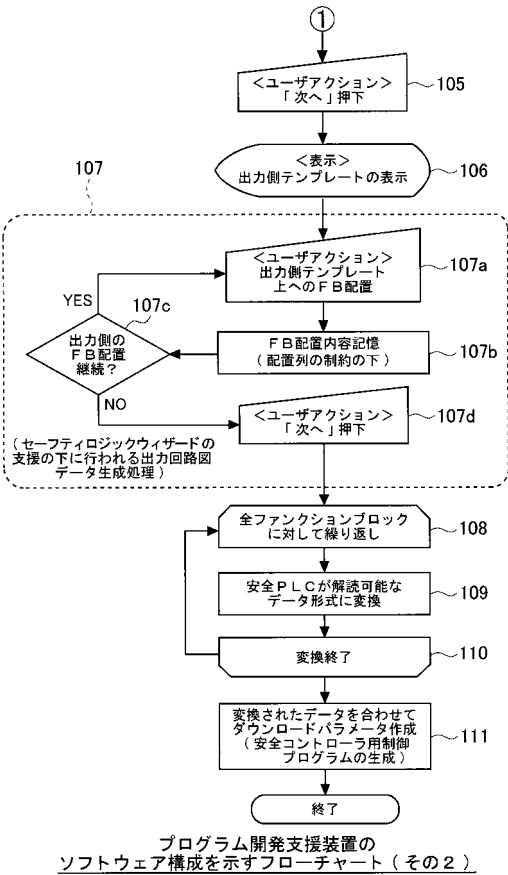 1
<ユーザアクション>
「次へ」押下
105
<表示>
出力側テンプレートの表示
106
107
<ユーザアクション>
出力側テンプレート
上へのFB配置
107a
YES
107c
出力側の
FB配置
継続?
FB配置内容記憶
(配置列の制約の下)
107b
NO
<ユーザアクション>
「次へ」押下
107d
(セーフティロジックウィザードの
支援の下に行われる出力回路図
データ生成処理)
全ファンクションブロック
に対して繰り返し
108
安全PLCが解読可能な
データ形式に変換
109
変換終了
110
変換されたデータを合わせて
ダウンロードパラメータ作成
(安全コントローラ用制御
プログラムの生成)
111
終了
プログラム開発支援装置の
ソフトウェア構成を示すフローチャート(その2)